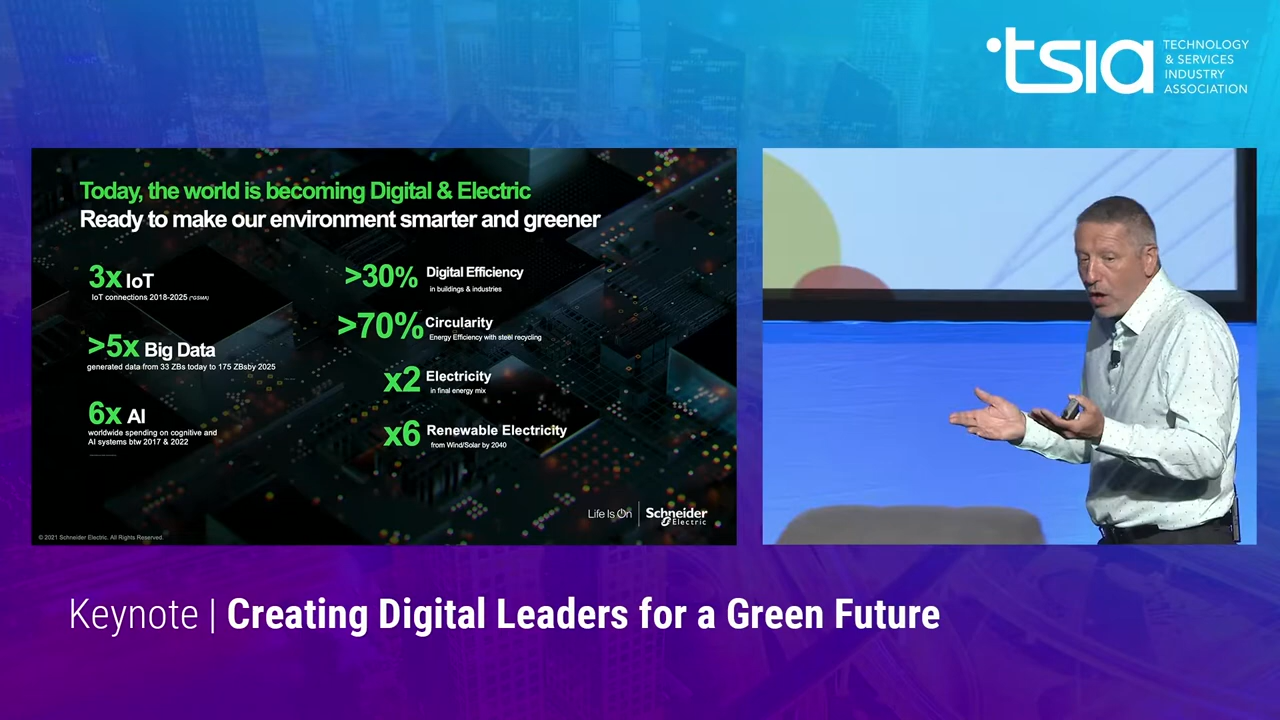 tsia
TECHNOLOGY
& SERVICES
INDUSTRY
ASSOCIATION
Today, the world is becoming Digital & Electric
Ready to make our environment smarter and greener
3x IoT
IoT connections 2018-2025 (*GSMA)
>5x Big Data
generated data from 33 ZBs today to 175 ZBsby 2025
6x AI
worldwide spending on cognitive and
AI systems btw 2017 & 2022
>30% Digital Efficiency
in buildings & industries
>70% Circularity
Energy Efficiency with steel recycling
x2 Electricity
in final energy mix
x6 Renewable Electricity
from Wind/Solar by 2040
Life Is On
Schneider
Electric
© 2021 Schneider Electric. All Rights Reserved.
Keynote | Creating Digital Leaders for a Green Future